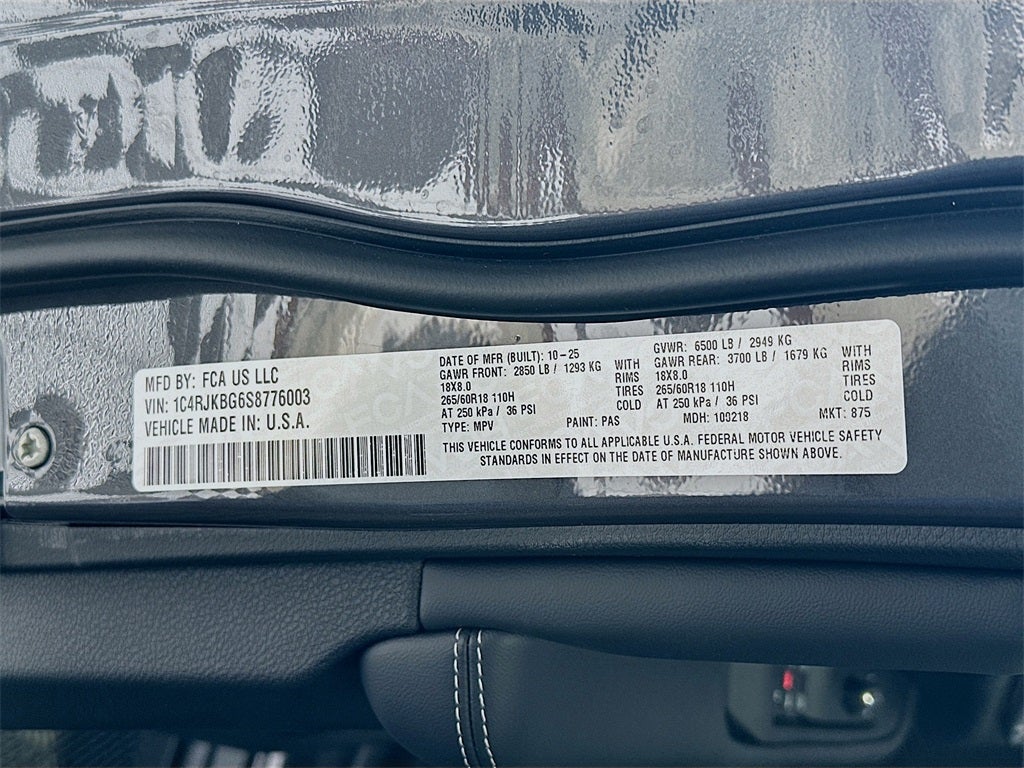 MFD BY: FCA US LLC
VIN: 1C4RJKBG6S8776003
VEHICLE MADE IN: U.S.A.
DATE OF MFR (BUILT): 10-25
GAWR FRONT: 2850 LB / 1293 KG WITH
18X8.0 RIMS
265/60R18 110H TIRES
AT 250 kPa / 36 PSI COLD
TYPE: MPV PAINT: PAS
GVWR: 6500 LB / 2949 KG
GAWR REAR: 3700 LB / 1679 KG WITH
18X8.0 RIMS
265/60R18 110H TIRES
AT 250 kPa / 36 PSI COLD
MDH: 109218 MKT: 875
THIS VEHICLE CONFORMS TO ALL APPLICABLE U.S.A. FEDERAL MOTOR VEHICLE SAFETY
STANDARDS IN EFFECT ON THE DATE OF MANUFACTURE SHOWN ABOVE.